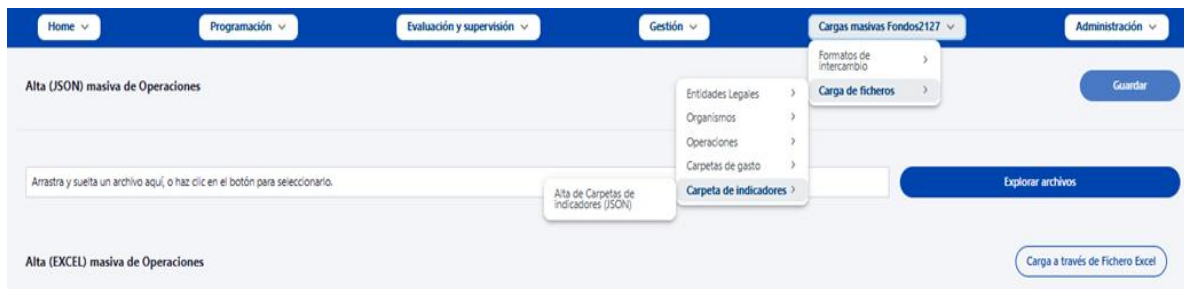 Home
Programación
Evaluación y supervisión
Gestión
Cargas masivas Fondos2127
Administración
Formatos de
intercambio
Carga de ficheros
Alta (JSON) masiva de Operaciones
Guardar
Entidades Legales
Organismos
Operaciones
Carpetas de gasto
Carpeta de indicadores
Alta de Carpetas de
indicadores (JSON)
Arrastra y suelta un archivo aquí, o haz clic en el botón para seleccionarlo.
Explorar archivos
Alta (EXCEL) masiva de Operaciones
Carga a través de Fichero Excel